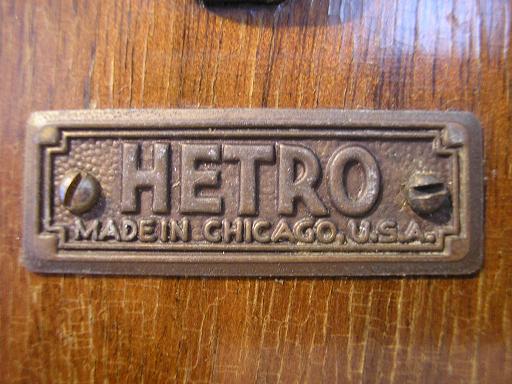 HETRO
MADE IN CHICAGO, U.S.A.